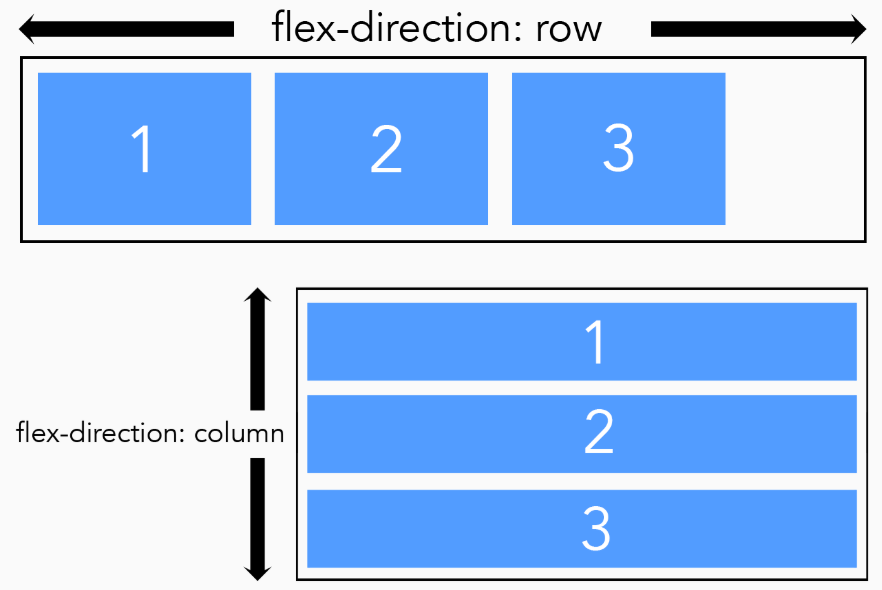 flex-direction: row
1 2 3
1
2
flex-direction: column
3